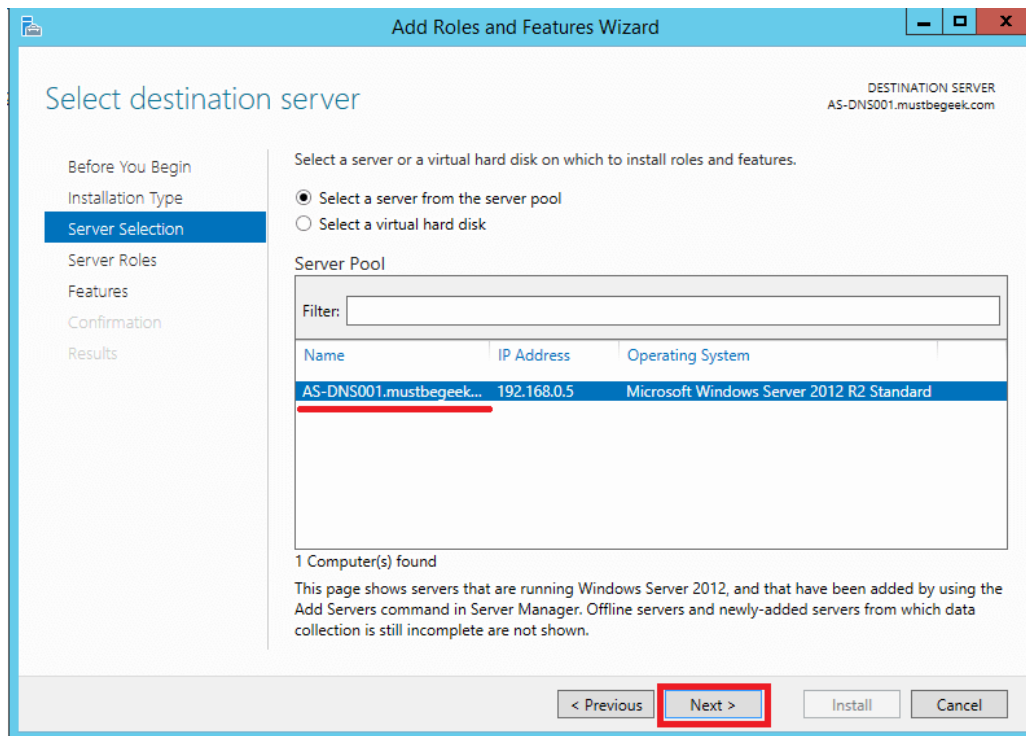 Add Roles and Features Wizard
Select destination server
DESTINATION SERVER
AS-DNS001.mustbegeek.com
Before You Begin
Installation Type
Server Selection
Server Roles
Features
Confirmation
Results
Select a server or a virtual hard disk on which to install roles and features.
Select a server from the server pool
Select a virtual hard disk
Server Pool
Filter:
Name IP Address Operating System
AS-DNS001.mustbegeek... 192.168.0.5 Microsoft Windows Server 2012 R2 Standard
1 Computer(s) found
This page shows servers that are running Windows Server 2012, and that have been added by using the
Add Servers command in Server Manager. Offline servers and newly-added servers from which data
collection is still incomplete are not shown.
< Previous Next > Install Cancel